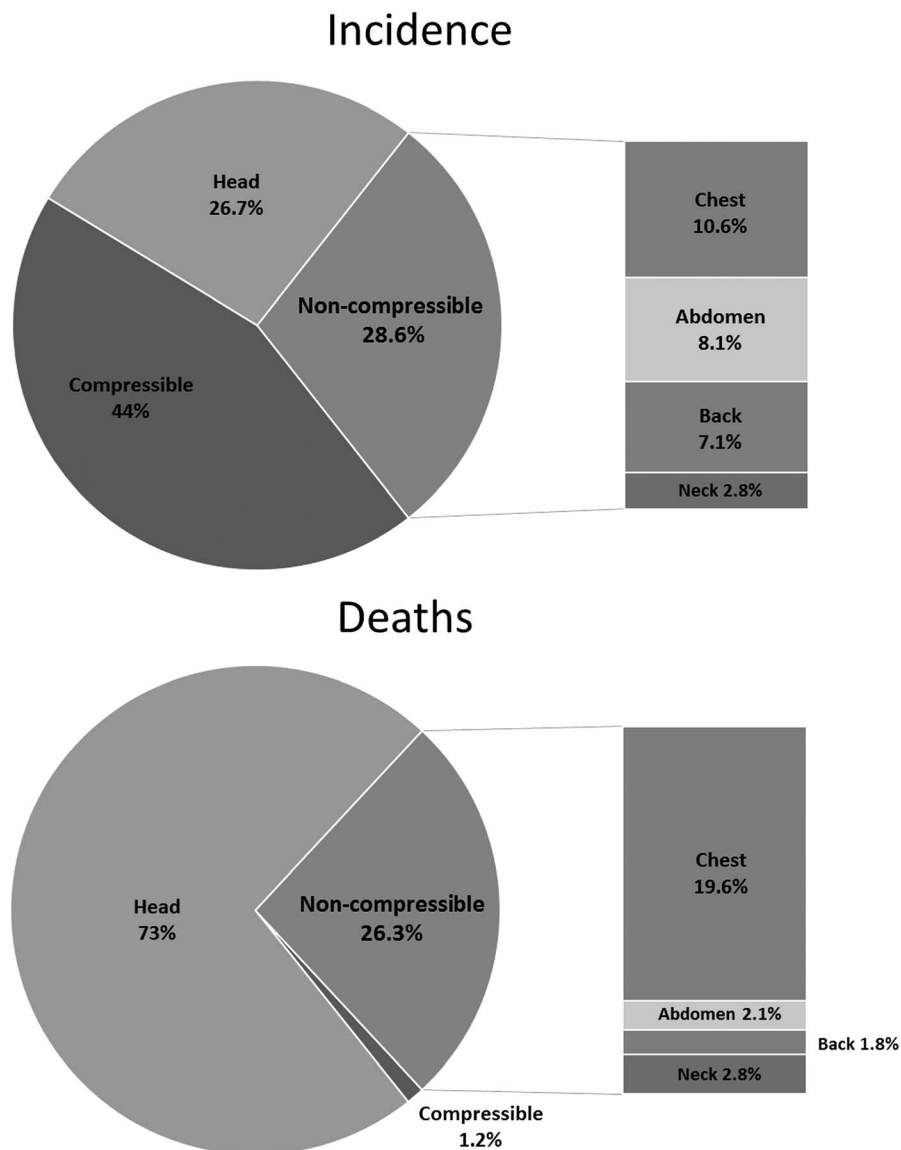 Incidence
Head
26.7%
Non-compressible
28.6%
Compressible
44%
Chest
10.6%
Abdomen
8.1%
Back
7.1%
Neck 2.8%
Deaths
Head
73%
Non-compressible
26.3%
Compressible
1.2%
Chest
19.6%
Abdomen 2.1%
Back 1.8%
Neck 2.8%